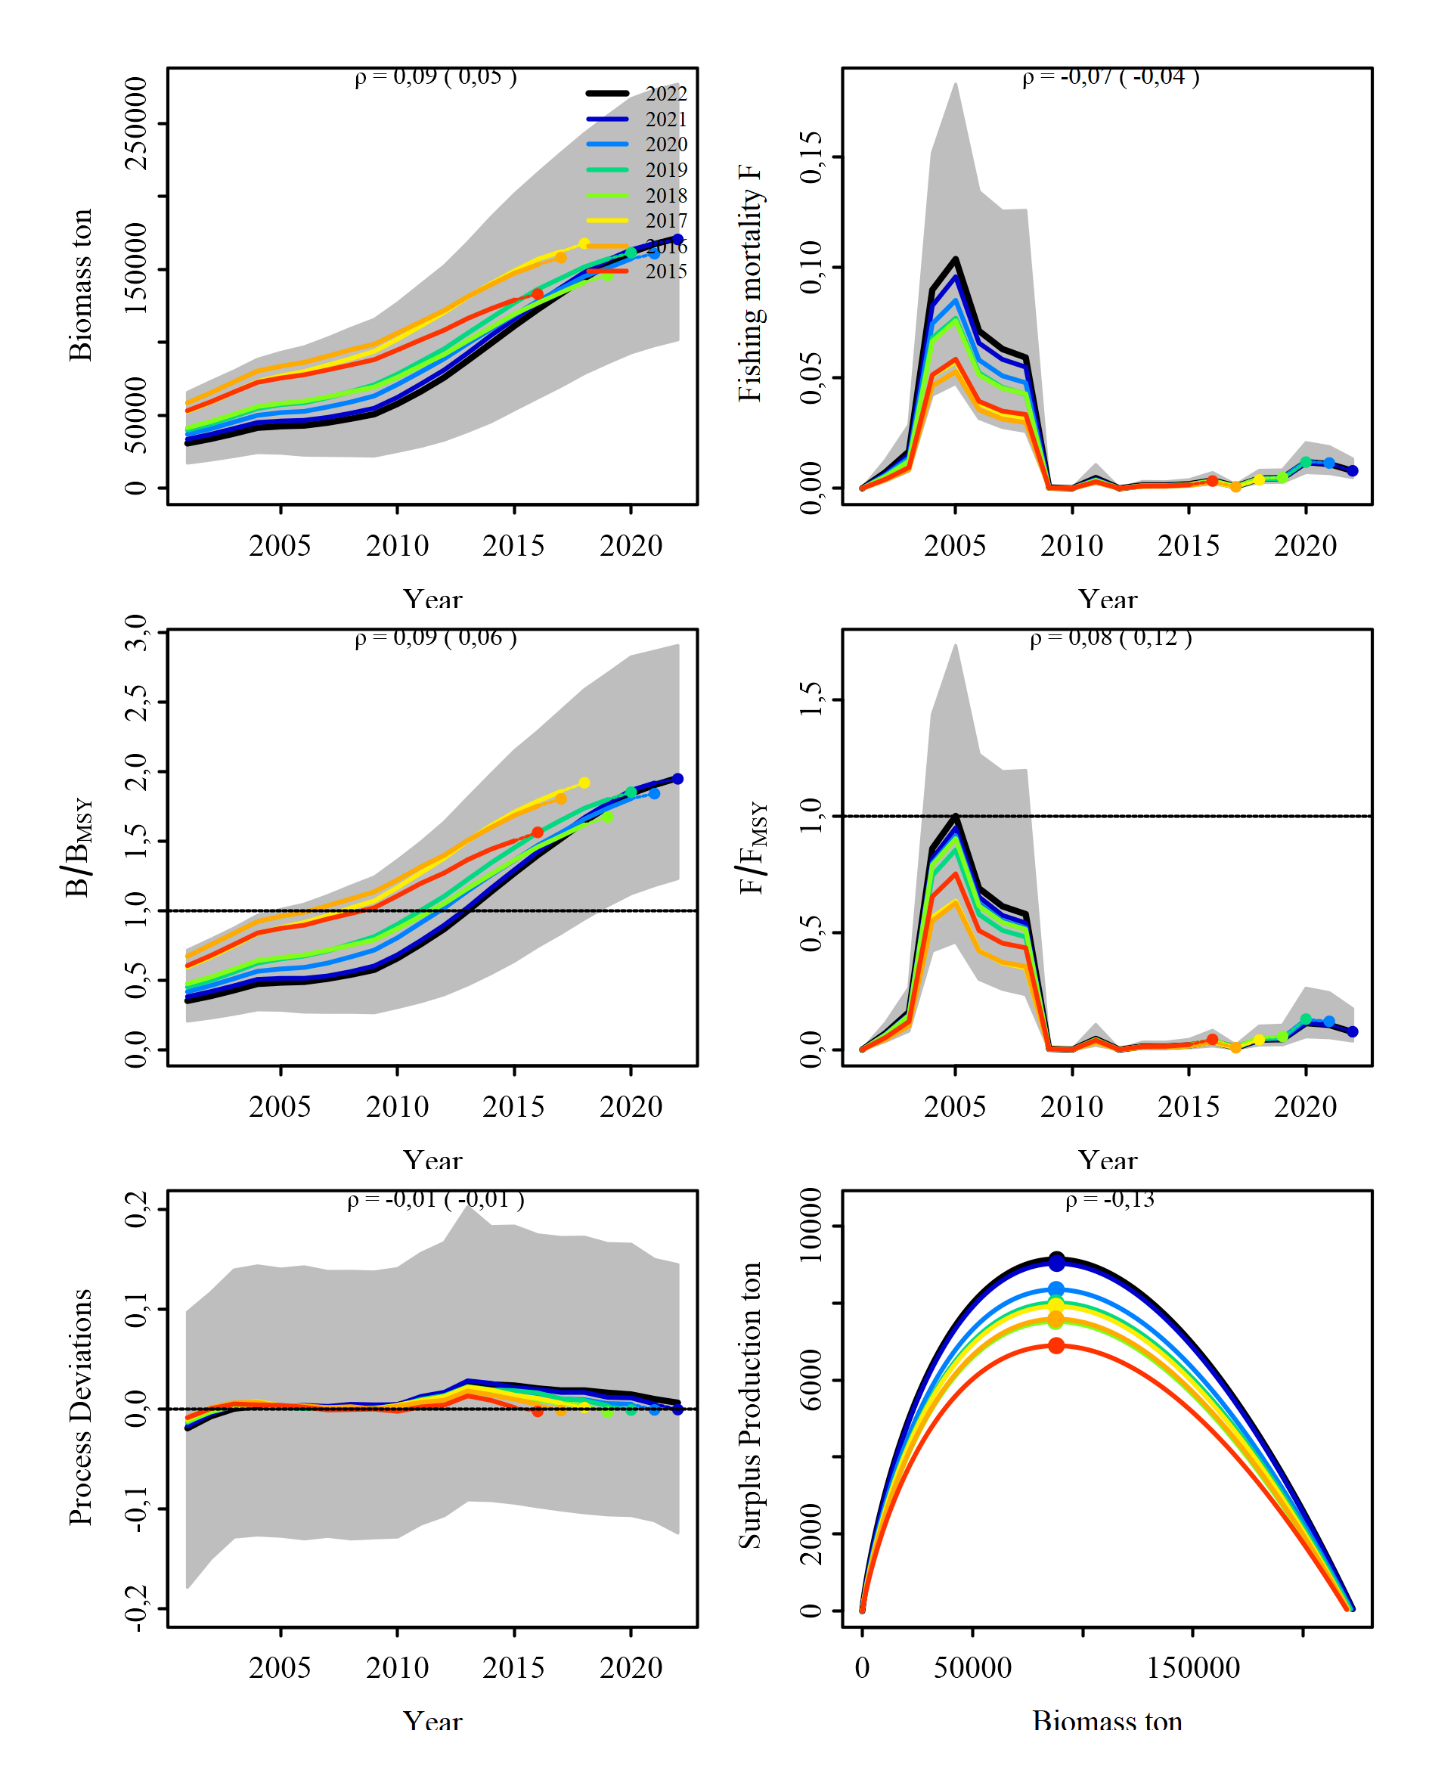 ρ = 0,09 ( 0,05 )
2022
2021
2020
2019
2018
2017
2016
2015
Biomass ton
0
50000
150000
250000
2005 2010 2015 2020
Year
ρ = -0,07 ( -0,04 )
Fishing mortality F
0,00
0,05
0,10
0,15
2005 2010 2015 2020
Year
ρ = 0,09 ( 0,06 )
B/BMSY
0,0
0,5
1,0
1,5
2,0
2,5
3,0
2005 2010 2015 2020
Year
ρ = 0,08 ( 0,12 )
F/FMSY
0,0
0,5
1,0
1,5
2005 2010 2015 2020
Year
ρ = -0,01 ( -0,01 )
Process Deviations
-0,2
-0,1
0,0
0,1
0,2
2005 2010 2015 2020
Year
ρ = -0,13
Surplus Production ton
0
2000
6000
10000
0 50000 150000
Biomass ton